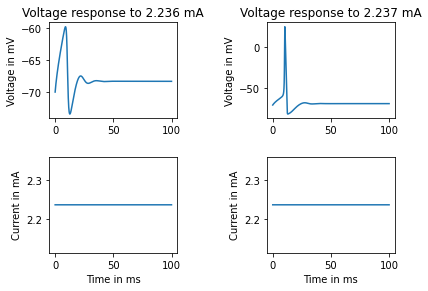 Voltage response to 2.236 mA
Voltage in mV
−60
−65
−70
0
50
100
Voltage response to 2.237 mA
Voltage in mV
0
−50
0
50
100
Current in mA
2.3
2.2
0
50
100
Time in ms
Current in mA
2.3
2.2
0
50
100
Time in ms